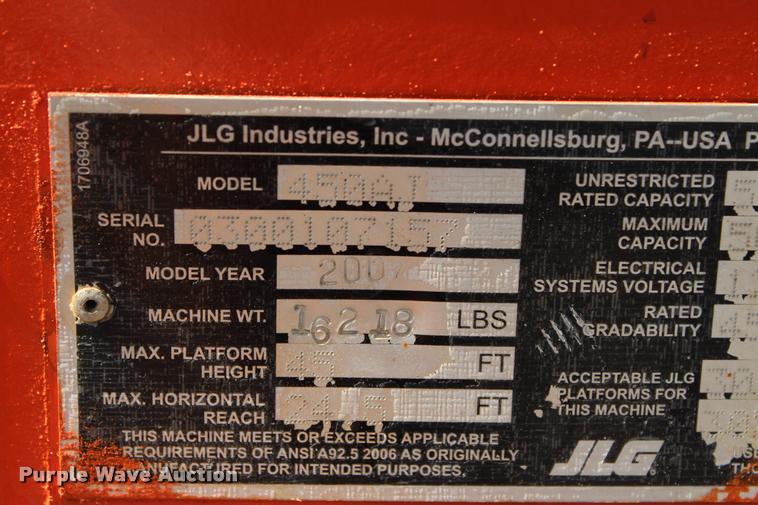 1706948A
JLG Industries, Inc - McConnellsburg, PA--USA
MODEL 450AJ
SERIAL NO. 0300107157
MODEL YEAR 2007
MACHINE WT. 16218 LBS
MAX. PLATFORM HEIGHT 45 FT
MAX. HORIZONTAL REACH 24.5 FT
THIS MACHINE MEETS OR EXCEEDS APPLICABLE
REQUIREMENTS OF ANSI A92.5 2006 AS ORIGINALLY
MANUFACTURED FOR INTENDED PURPOSES.
UNRESTRICTED
RATED CAPACITY
MAXIMUM
CAPACITY
ELECTRICAL
SYSTEMS VOLTAGE
RATED
GRADABILITY
ACCEPTABLE JLG
PLATFORMS FOR
THIS MACHINE
JLG
Purple Wave Auction